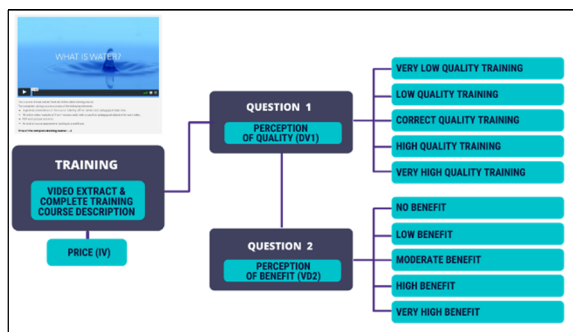 WHAT IS WATER?
TRAINING
VIDEO EXTRACT &
COMPLETE TRAINING
COURSE DESCRIPTION
PRICE (IV)
QUESTION 1
PERCEPTION
OF QUALITY (DV1)
VERY LOW QUALITY TRAINING
LOW QUALITY TRAINING
CORRECT QUALITY TRAINING
HIGH QUALITY TRAINING
VERY HIGH QUALITY TRAINING
QUESTION 2
PERCEPTION
OF BENEFIT (VD2)
NO BENEFIT
LOW BENEFIT
MODERATE BENEFIT
HIGH BENEFIT
VERY HIGH BENEFIT